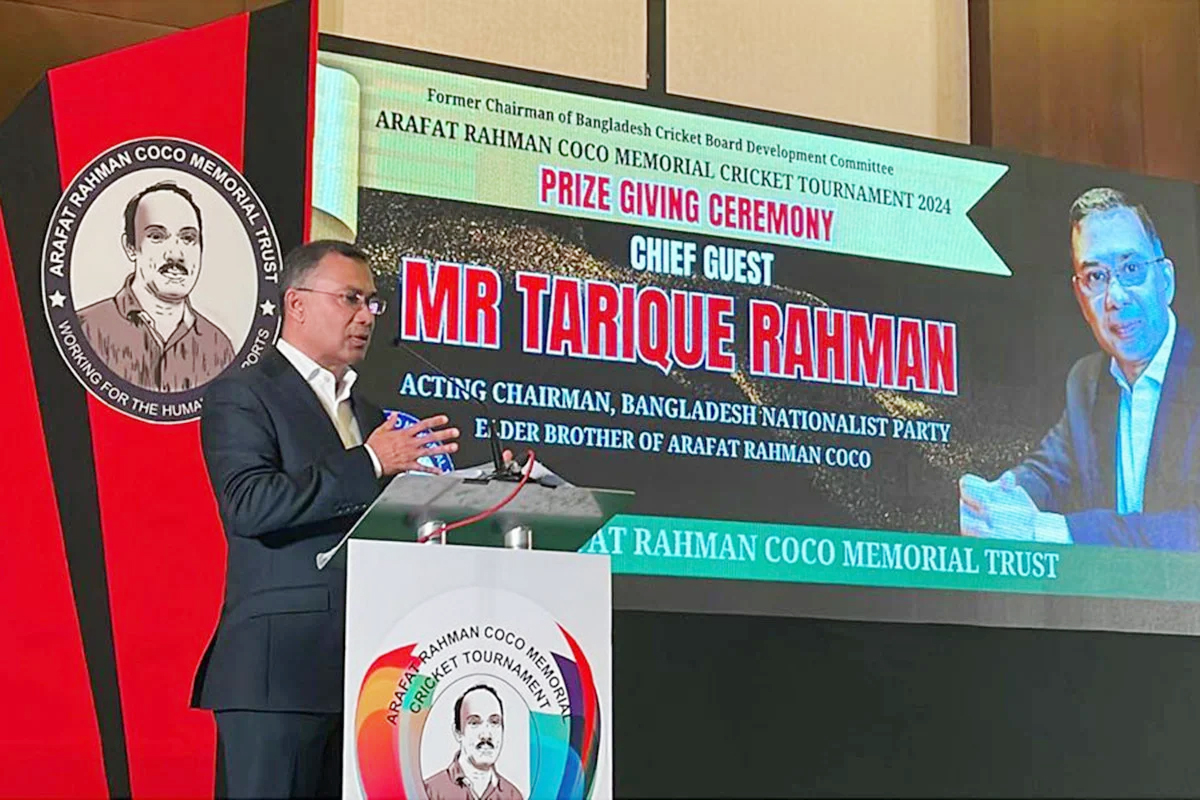 ARAFAT RAHMAN COCO MEMORIAL TRUST
WORKING FOR THE
Former Chairman of Bangladesh Cricket Board Development Committee
ARAFAT RAHMAN COCO MEMORIAL CRICKET TOURNAMENT 2024
PRIZE GIVING CEREMONY
CHIEF GUEST
MR TARIQUE RAHMAN
ACTING CHAIRMAN, BANGLADESH NATIONALIST PARTY
ELDER BROTHER OF ARAFAT RAHMAN COCO
RAHMAN COCO MEMORIAL TRUST
ARAFAT RAHMAN COCO MEMORIAL
CRICKET TOURNAMENT